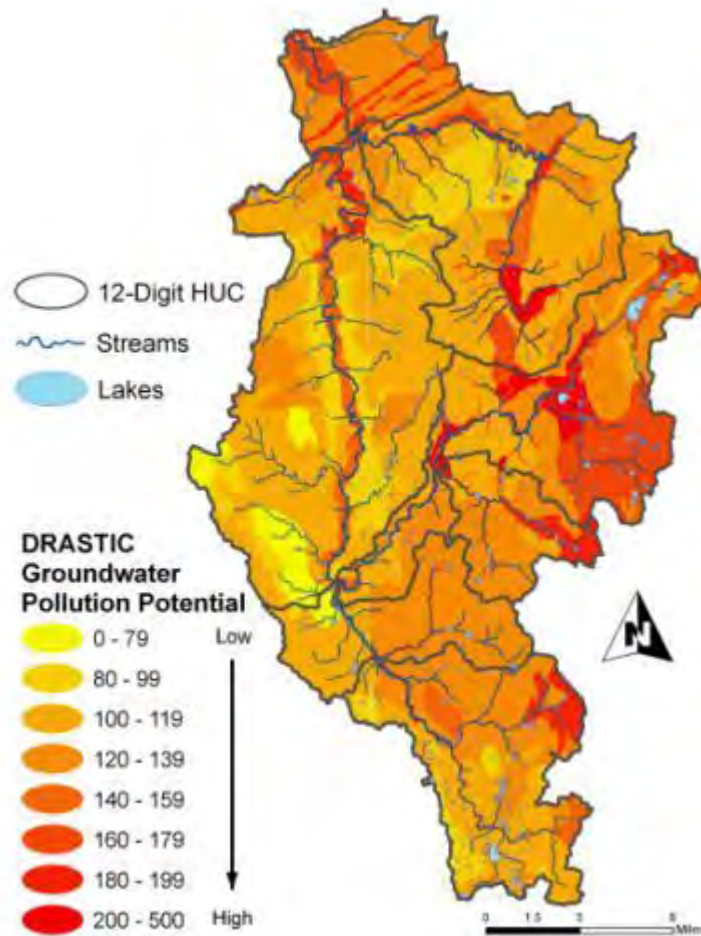 12-Digit HUC
Streams
Lakes
DRASTIC
Groundwater
Pollution Potential
0 - 79 Low
80 - 99
100 - 119
120 - 139
140 - 159
160 - 179
180 - 199
200 - 500 High
N
0 1.5 3 6
Miles